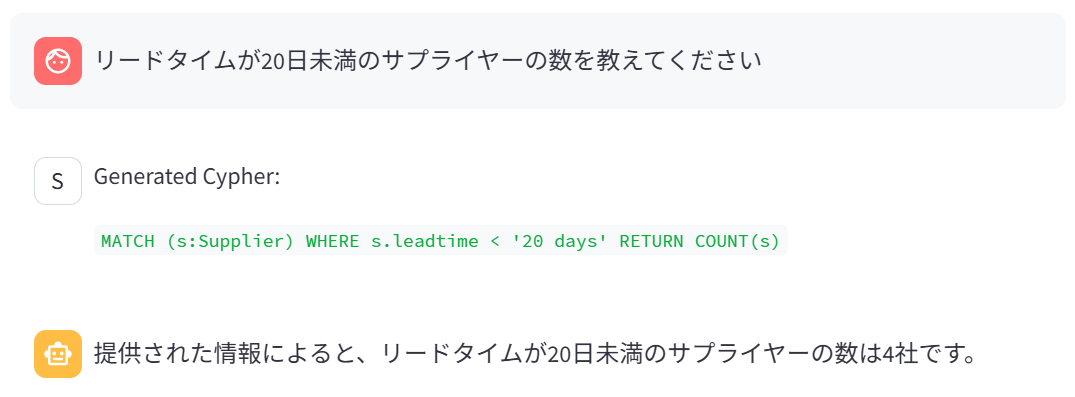 リードタイムが20日未満のサプライヤーの数を教えてください
S
Generated Cypher:
MATCH (s:Supplier) WHERE s.leadtime < '20 days' RETURN COUNT(s)
提供された情報によると、リードタイムが20日未満のサプライヤーの数は4社です。